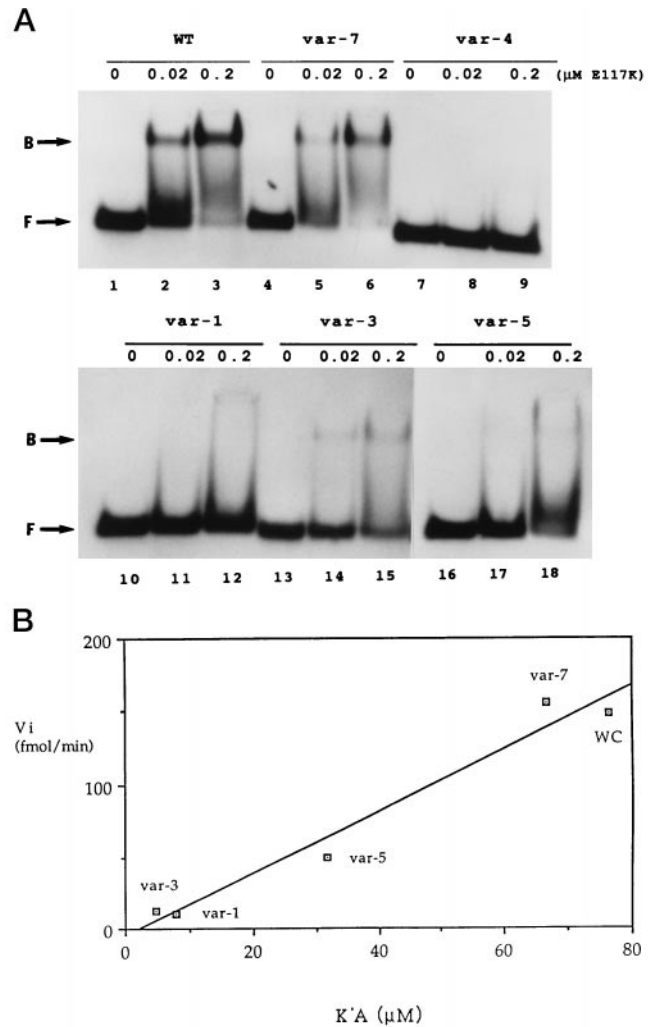 A
WT var-7 var-4
0 0.02 0.2 0 0.02 0.2 0 0.02 0.2 (µM E117K)
B
F
1 2 3 4 5 6 7 8 9
var-1 var-3 var-5
0 0.02 0.2 0 0.02 0.2 0 0.02 0.2
B
F
10 11 12 13 14 15 16 17 18
B
200
var-7
Vi
(fmol/min)
WC
100
var-5
var-3
var-1
0
0 20 40 60 80
K'A (µM)